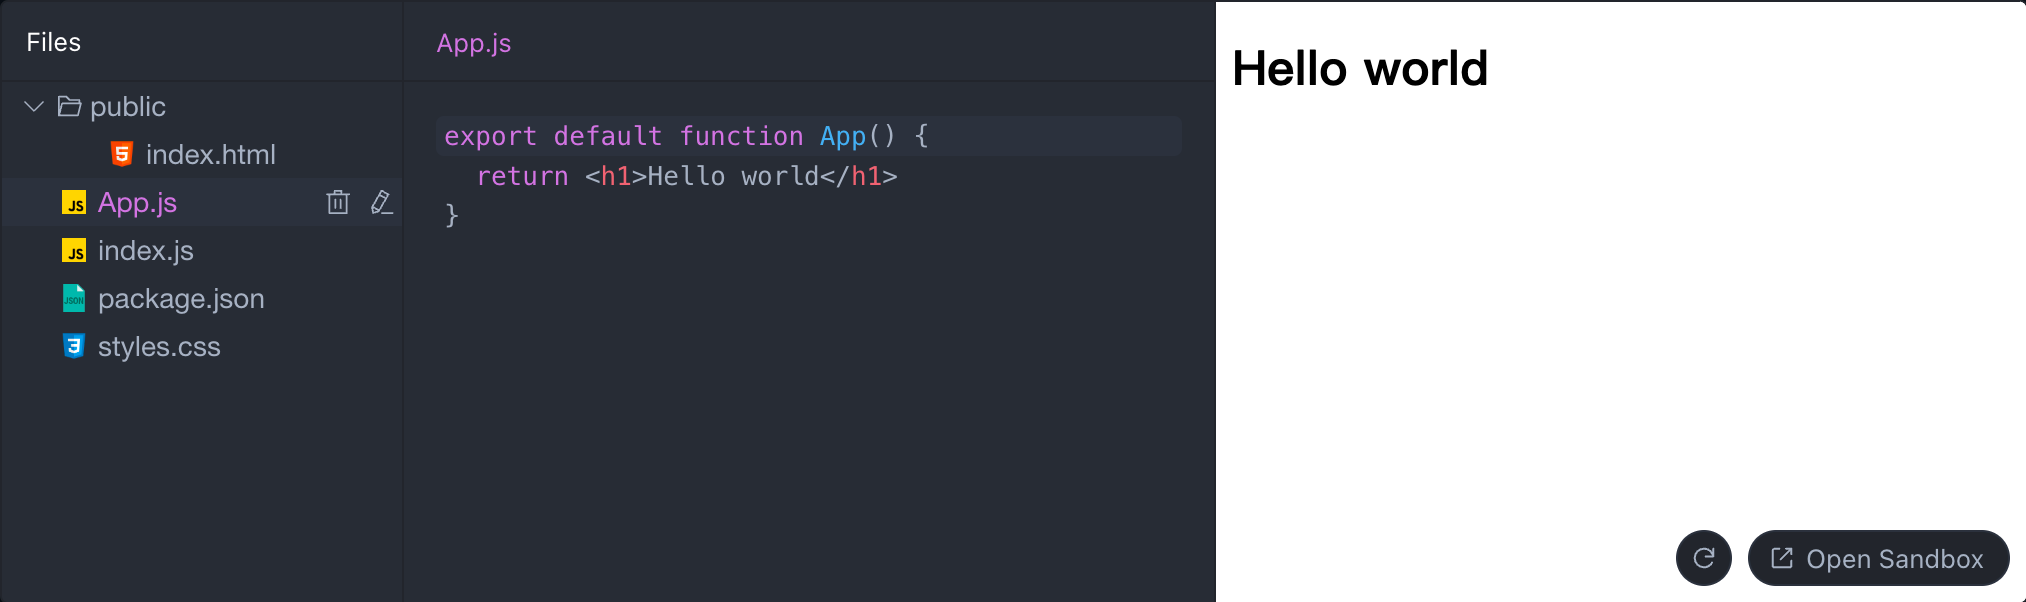 Files
public
index.html
JS App.js
JS index.js
JSON package.json
styles.css
App.js
export default function App() {
  return <h1>Hello world</h1>
}
Hello world
Open Sandbox